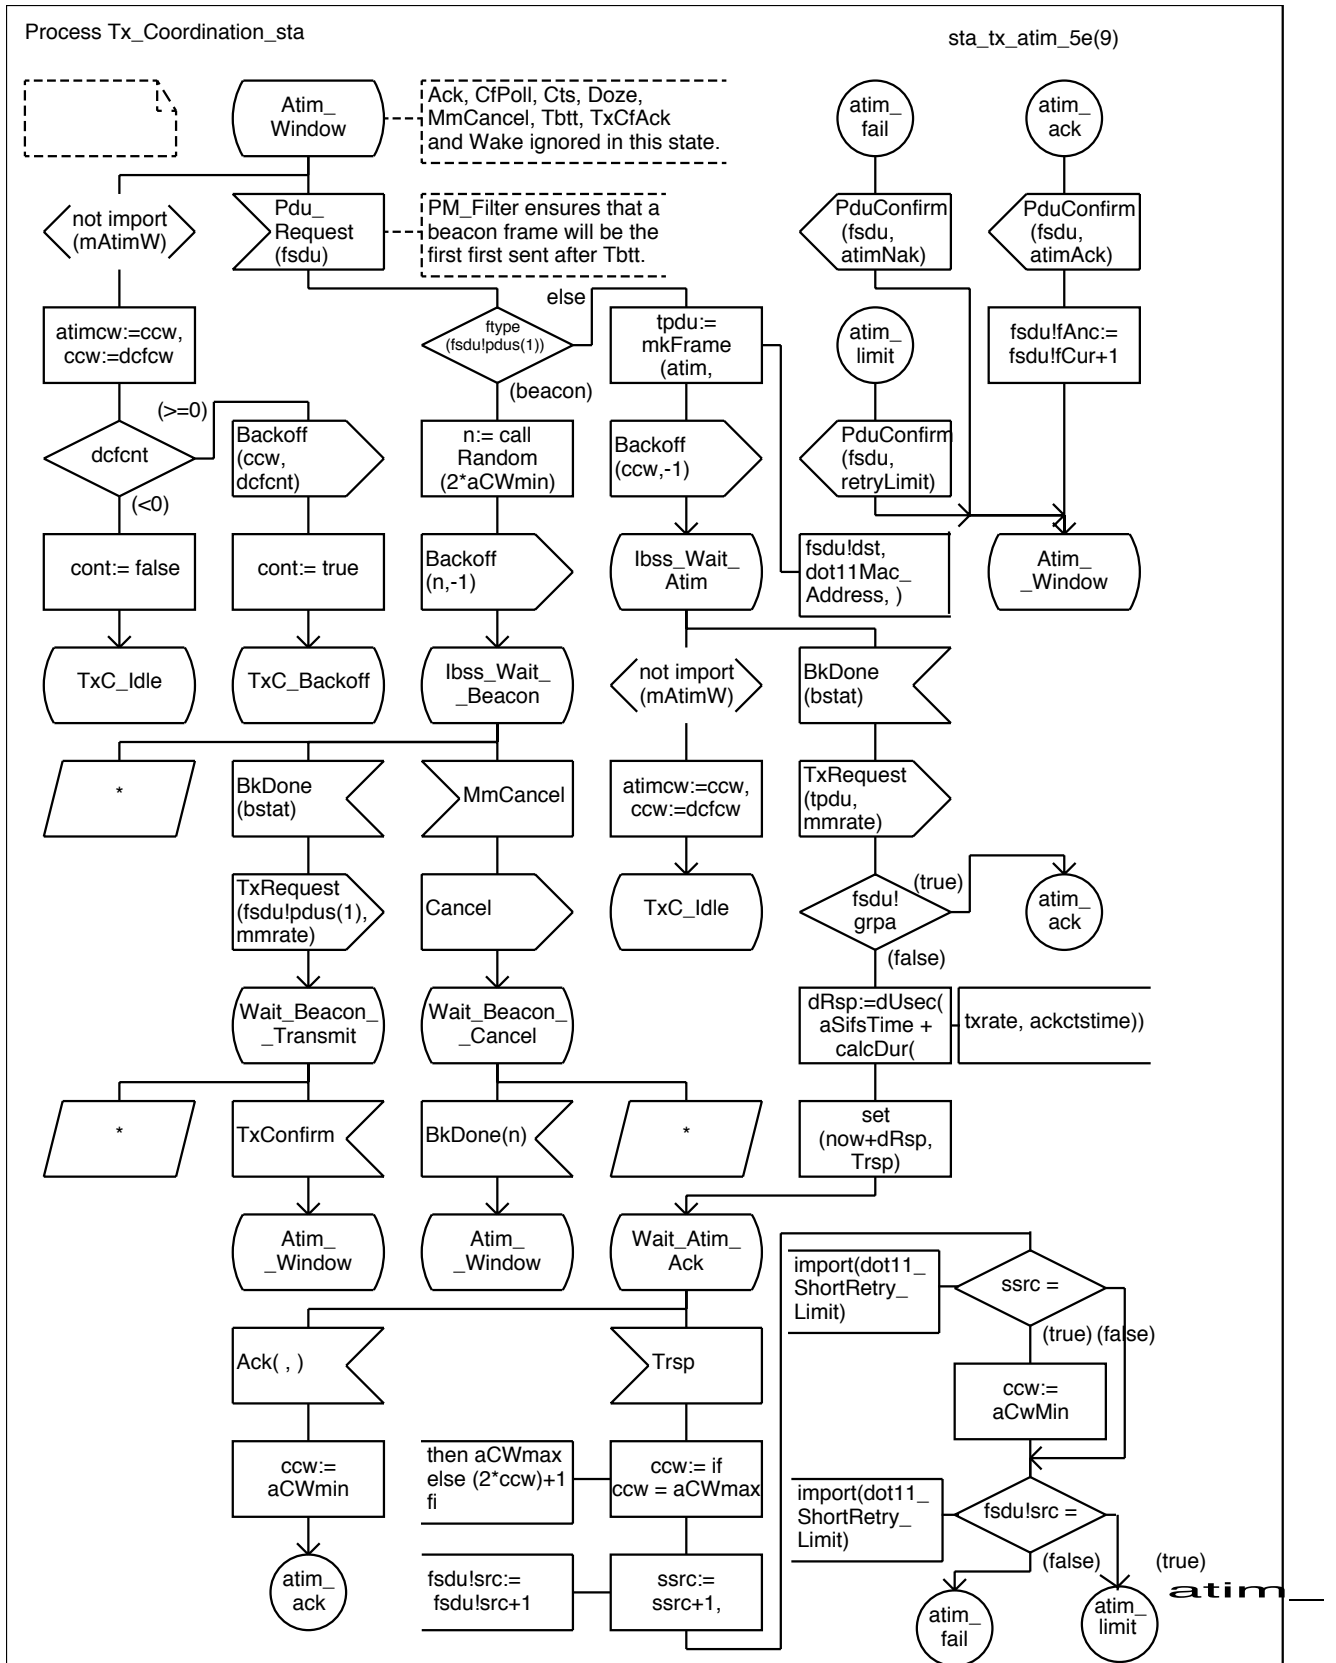 Process Tx_Coordination_sta
sta_tx_atim_5e(9)
Atim_
_Window
Ack, CfPoll, Cts, Doze,
MmCancel, Tbtt, TxCfAck
and Wake ignored in this state.
atim_
fail
atim_
ack
not import
(mAtimW)
Pdu_
Request
(fsdu)
PM_Filter ensures that a
beacon frame will be the
first first sent after Tbtt.
PduConfirm
(fsdu,
atimNak)
PduConfirm
(fsdu,
atimAck)
atimcw:=ccw,
ccw:=dcfcw
ftype
(fsdu!pdus(1))
else
(beacon)
tpdu:=
mkFrame
(atim,
atim_
limit
fsdu!fAnc:=
fsdu!fCur+1
dcfcnt
(>=0)
(<0)
Backoff
(ccw,
dcfcnt)
n:= call
Random
(2*aCWmin)
Backoff
(ccw,-1)
PduConfirm
(fsdu,
retryLimit)
cont:= false
cont:= true
Backoff
(n,-1)
Ibss_Wait_
_Atim
fsdu!dst,
dot11Mac_
Address, )
Atim_
_Window
TxC_Idle
TxC_Backoff
Ibss_Wait_
_Beacon
not import
(mAtimW)
BkDone
(bstat)
*
BkDone
(bstat)
MmCancel
atimcw:=ccw,
ccw:=dcfcw
TxRequest
(tpdu,
mmrate)
TxRequest
(fsdu!pdus(1),
mmrate)
Cancel
TxC_Idle
fsdu!
grpa
(true)
(false)
atim_
ack
Wait_Beacon_
_Transmit
Wait_Beacon_
_Cancel
dRsp:=dUsec(
aSifsTime +
calcDur(
txrate, ackctstime))
*
TxConfirm
BkDone(n)
*
set
(now+dRsp,
Trsp)
Atim_
_Window
Atim_
_Window
Wait_Atim_
_Ack
import(dot11_
ShortRetry_
Limit)
ssrc =
(true)
(false)
Ack( , )
Trsp
ccw:=
aCwMin
ccw:=
aCWmin
then aCWmax
else (2*ccw)+1
fi
ccw:= if
ccw = aCWmax
import(dot11_
ShortRetry_
Limit)
fsdu!src =
(false)
(true)
atim_
ack
fsdu!src:=
fsdu!src+1
ssrc:=
ssrc+1,
atim_
fail
atim_
limit
atim_